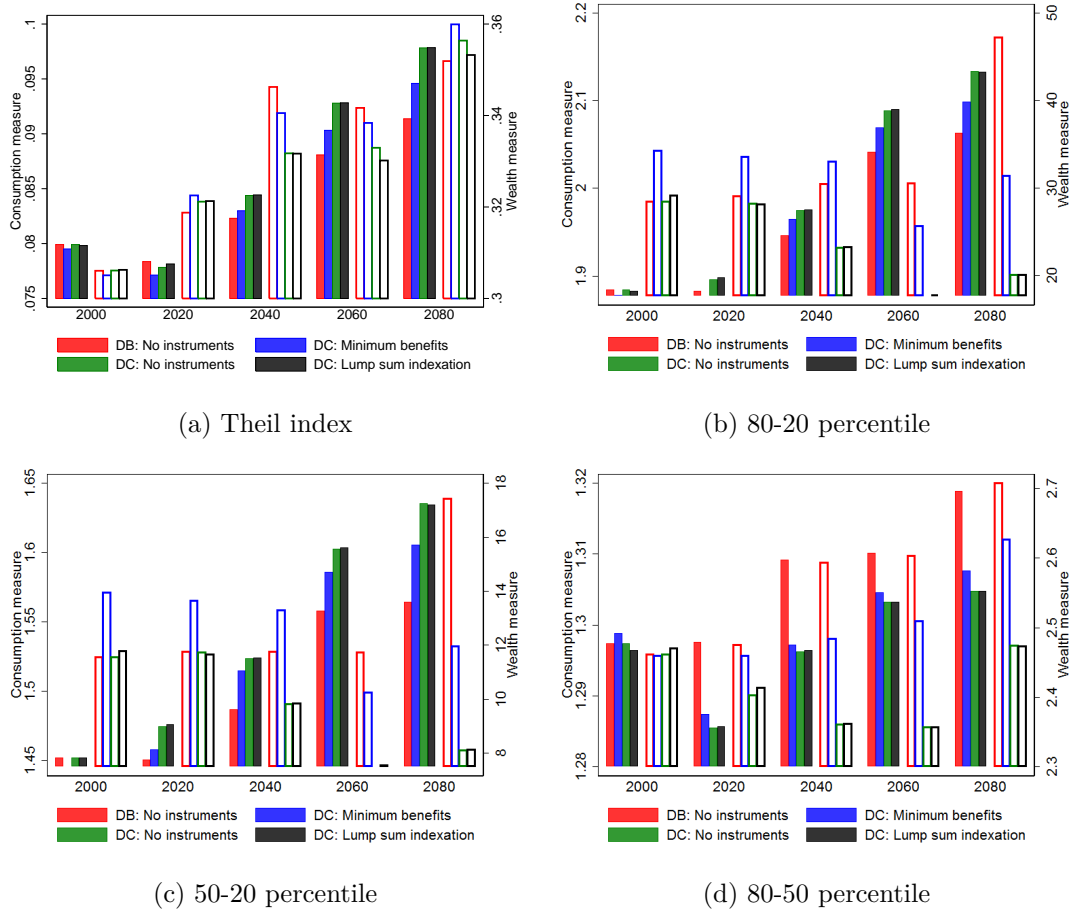 Consumption measure
.075 .08 .085 .09 .095 .1
.3 .32 .34 .36
Wealth measure
2000 2020 2040 2060 2080
DB: No instruments DC: Minimum benefits
DC: No instruments DC: Lump sum indexation
(a) Theil index
Consumption measure
1.9 2 2.1 2.2
20 30 40 50
Wealth measure
2000 2020 2040 2060 2080
DB: No instruments DC: Minimum benefits
DC: No instruments DC: Lump sum indexation
(b) 80-20 percentile
Consumption measure
1.45 1.5 1.55 1.6 1.65
8 10 12 14 16 18
Wealth measure
2000 2020 2040 2060 2080
DB: No instruments DC: Minimum benefits
DC: No instruments DC: Lump sum indexation
(c) 50-20 percentile
Consumption measure
1.28 1.29 1.3 1.31 1.32
2.3 2.4 2.5 2.6 2.7
Wealth measure
2000 2020 2040 2060 2080
DB: No instruments DC: Minimum benefits
DC: No instruments DC: Lump sum indexation
(d) 80-50 percentile